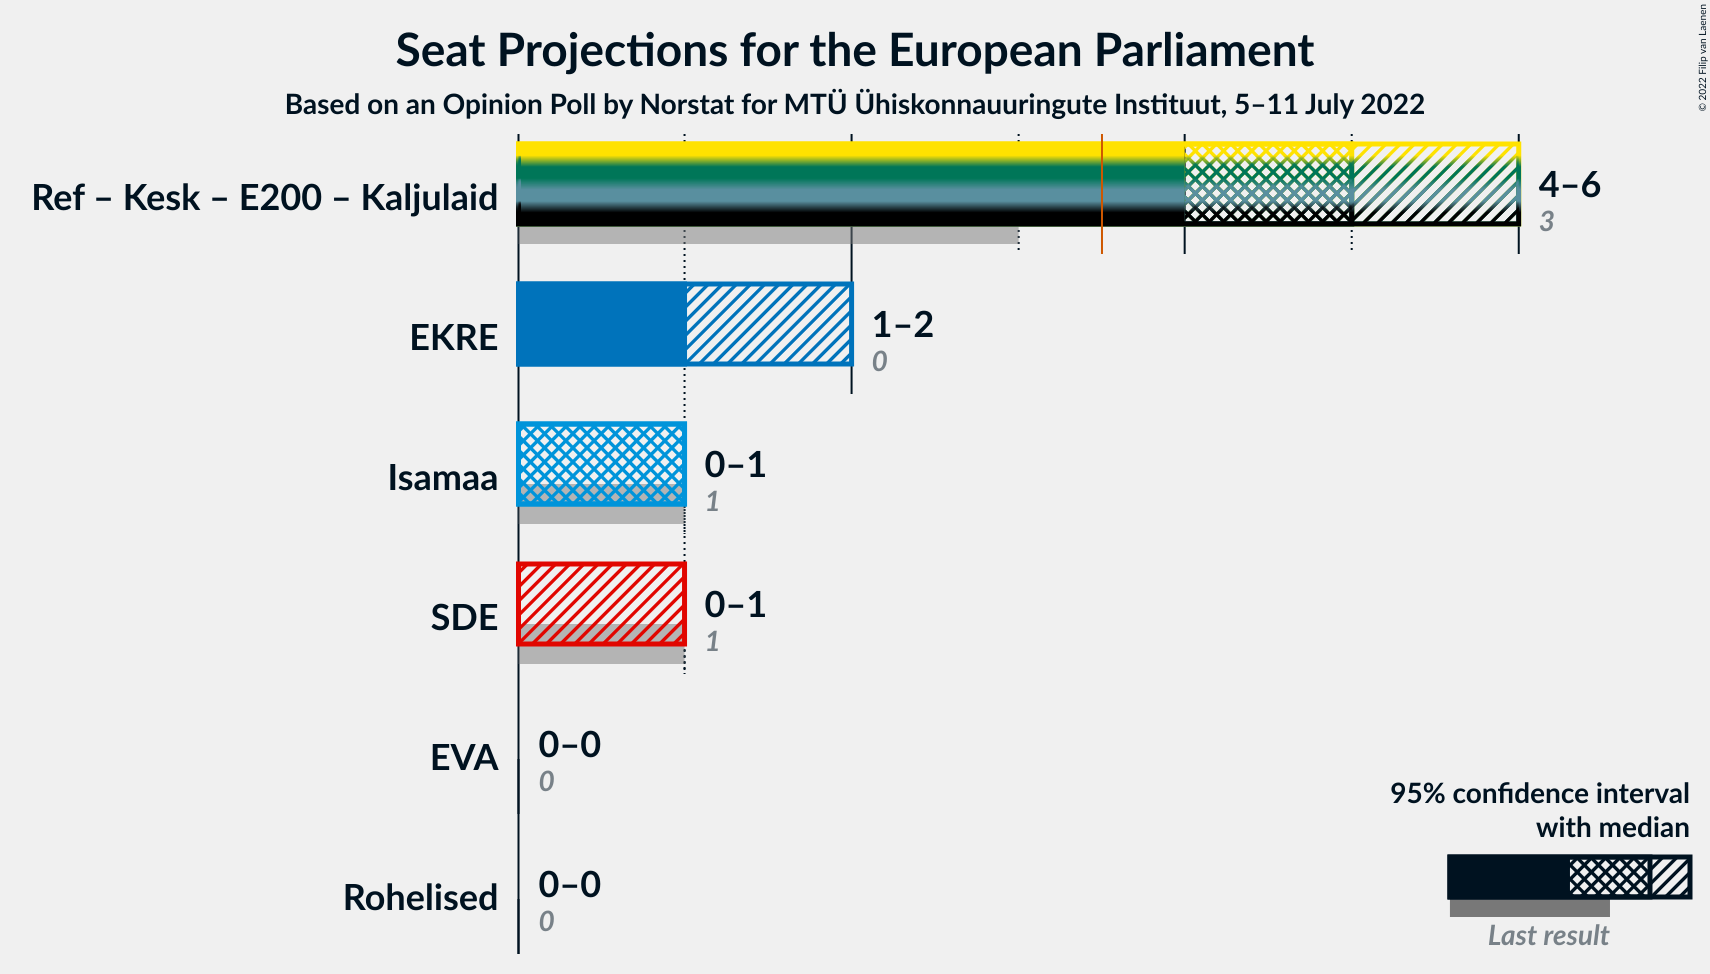 Seat Projections for the European Parliament
Based on an Opinion Poll by Norstat for MTÜ Ühiskonnauuringute Instituut, 5–11 July 2022
© 2022 Filip van Laenen
Ref – Kesk – E200 – Kaljulaid
4–6
3
EKRE
1–2
0
Isamaa
0–1
1
SDE
0–1
1
EVA
0–0
0
Rohelised
0–0
0
95% confidence interval
with median
Last result